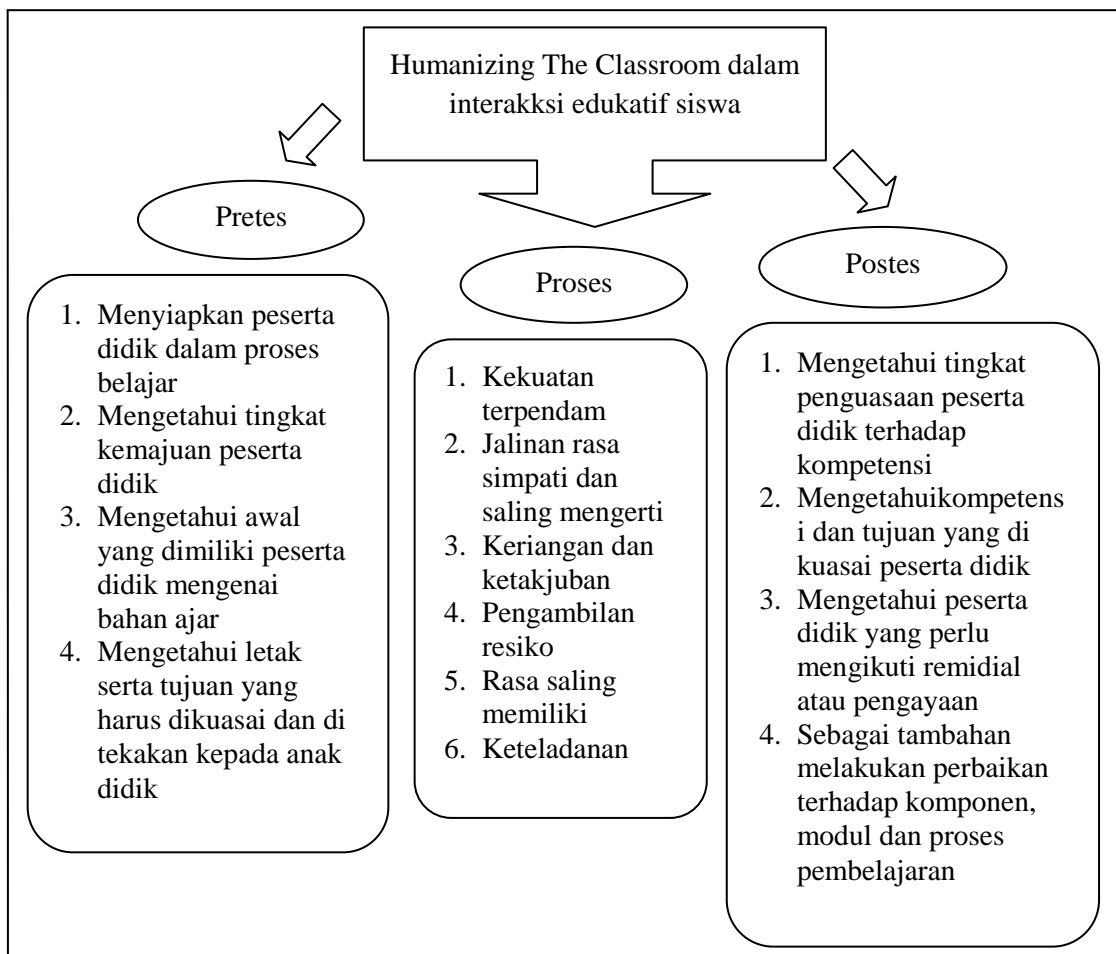 Humanizing The Classroom dalam
interakksi edukatif siswa
Pretes
1. Menyiapkan peserta
didik dalam proses
belajar
2. Mengetahui tingkat
kemajuan peserta
didik
3. Mengetahui awal
yang dimiliki peserta
didik mengenai
bahan ajar
4. Mengetahui letak
serta tujuan yang
harus dikuasai dan di
tekakan kepada anak
didik
Proses
1. Kekuatan
terpendam
2. Jalinan rasa
simpati dan
saling mengerti
3. Keriangan dan
ketakjuban
4. Pengambilan
resiko
5. Rasa saling
memiliki
6. Keteladanan
Postes
1. Mengetahui tingkat
penguasaan peserta
didik terhadap
kompetensi
2. Mengetahuikompetens
i dan tujuan yang di
kuasai peserta didik
3. Mengetahui peserta
didik yang perlu
mengikuti remidial
atau pengayaan
4. Sebagai tambahan
melakukan perbaikan
terhadap komponen,
modul dan proses
pembelajaran